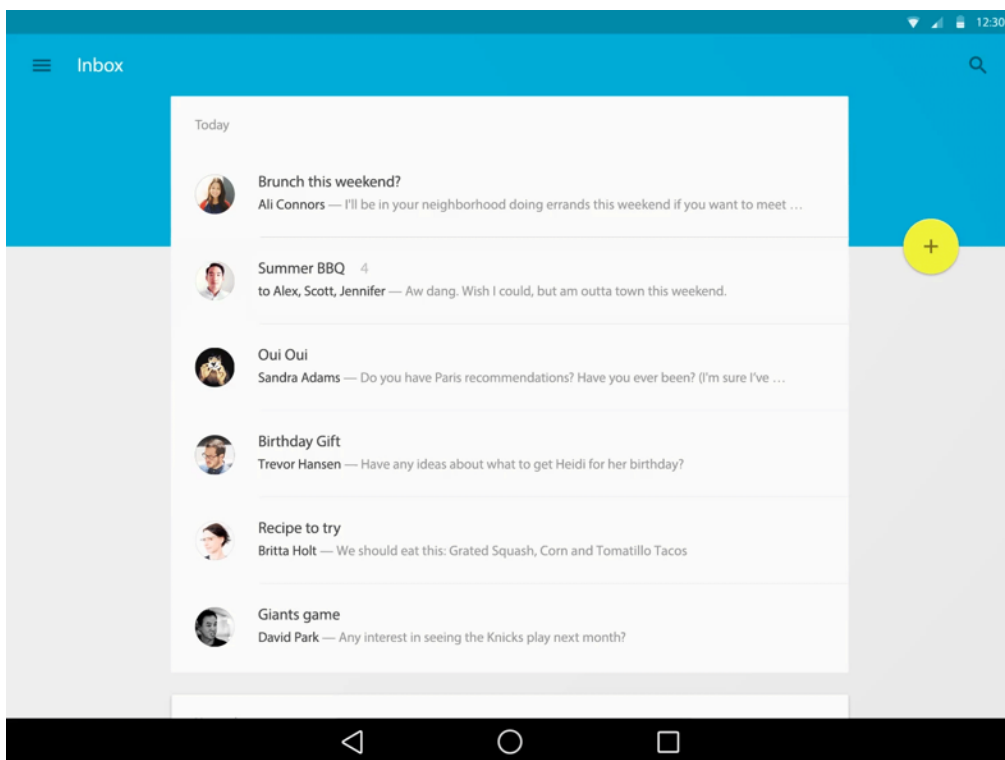 12:30
Inbox
Today
Brunch this weekend?
Ali Connors — I'll be in your neighborhood doing errands this weekend if you want to meet …
Summer BBQ 4
to Alex, Scott, Jennifer — Aw dang. Wish I could, but am outta town this weekend.
Oui Oui
Sandra Adams — Do you have Paris recommendations? Have you ever been? (I'm sure I've …
Birthday Gift
Trevor Hansen — Have any ideas about what to get Heidi for her birthday?
Recipe to try
Britta Holt — We should eat this: Grated Squash, Corn and Tomatillo Tacos
Giants game
David Park — Any interest in seeing the Knicks play next month?